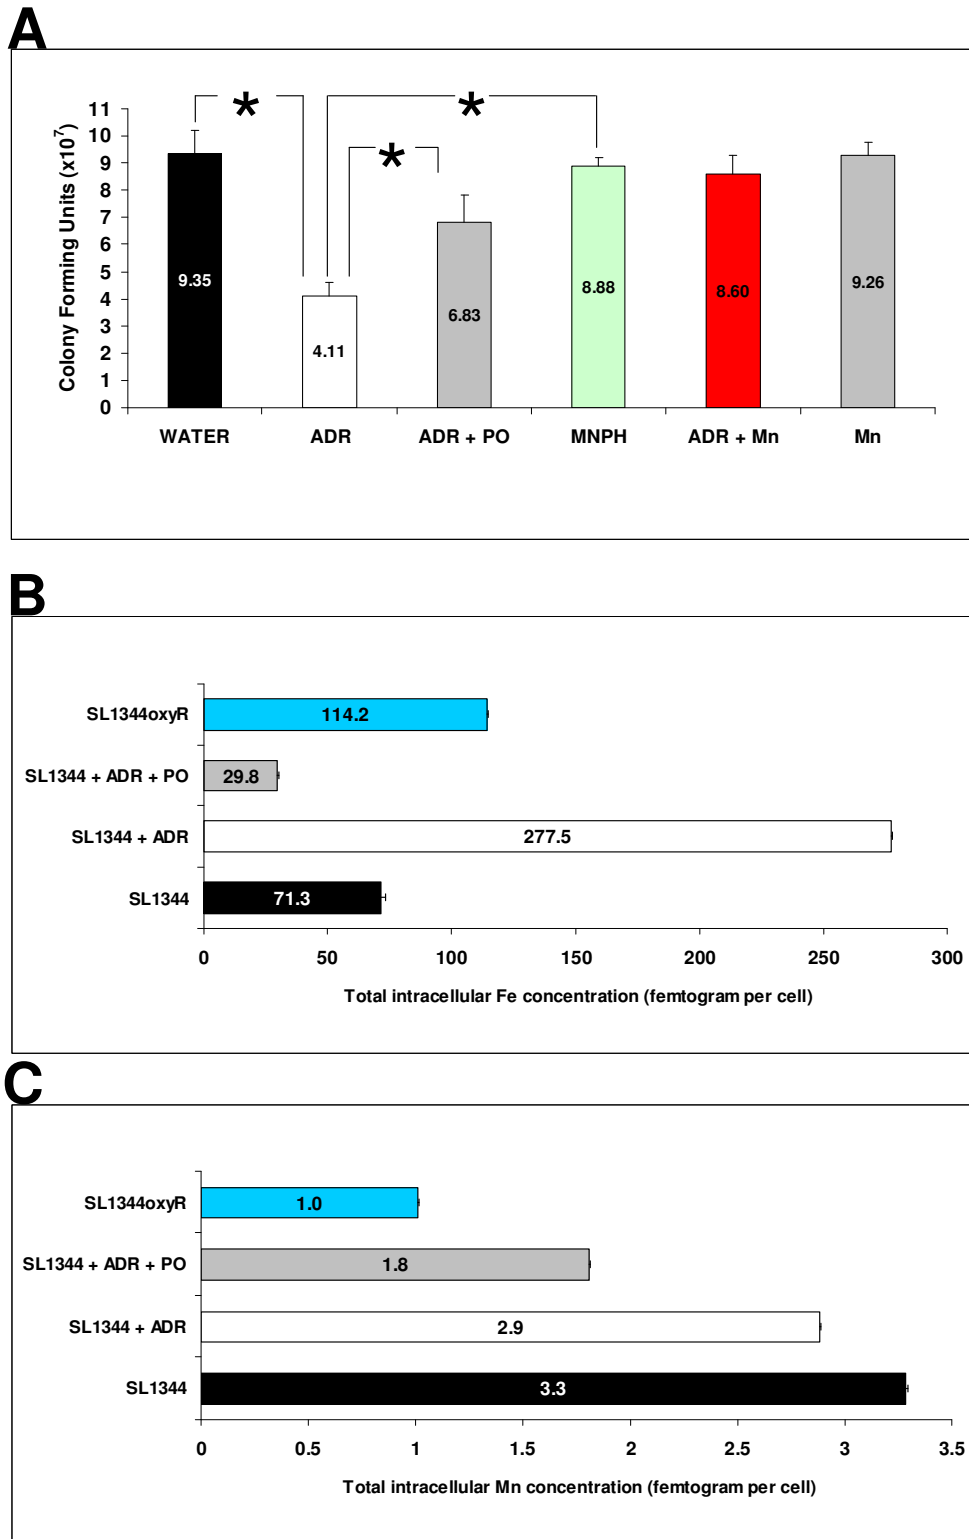 A
* *
*
Colony Forming Units (x10⁷)
11
10
9
8
7
6
5
4
3
2
1
0
9.35
4.11
6.83
8.88
8.60
9.26
WATER ADR ADR + PO MNPH ADR + Mn Mn
B
SL1344oxyR 114.2
SL1344 + ADR + PO 29.8
SL1344 + ADR 277.5
SL1344 71.3
0 50 100 150 200 250 300
Total intracellular Fe concentration (femtogram per cell)
C
SL1344oxyR 1.0
SL1344 + ADR + PO 1.8
SL1344 + ADR 2.9
SL1344 3.3
0 0.5 1 1.5 2 2.5 3 3.5
Total intracellular Mn concentration (femtogram per cell)